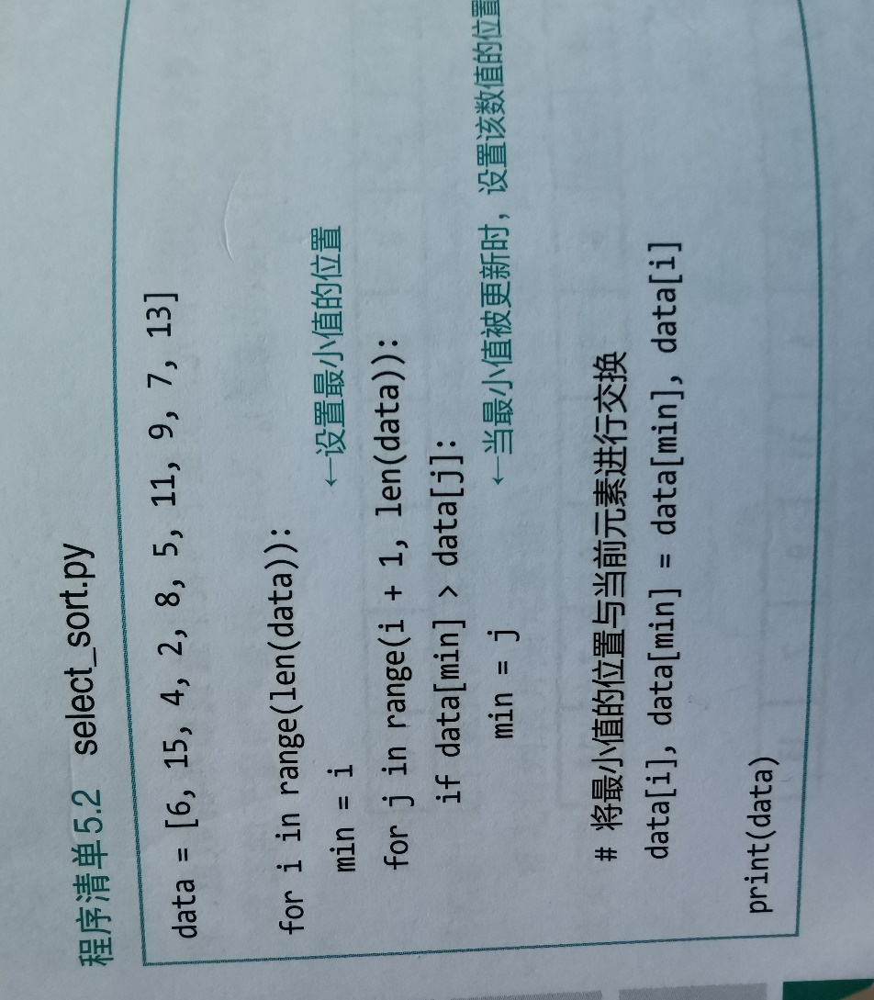 程序清单5.2 select_sort.py
data = [6, 15, 4, 2, 8, 5, 11, 9, 7, 13]
for i in range(len(data)):
    min = i ←设置最小值的位置
    for j in range(i + 1, len(data)):
        if data[min] > data[j]:
            min = j ←当最小值被更新时，设置该数值的位置
    # 将最小值的位置与当前元素进行交换
    data[i], data[min] = data[min], data[i]
print(data)